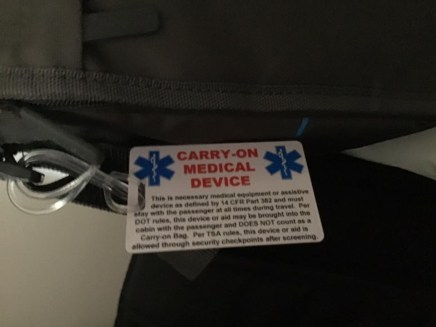 CARRY-ON
MEDICAL
DEVICE
This is necessary medical equipment or assistive
device as defined by 14 CFR Part 382 and must
stay with the passenger at all times during travel. Per
DOT rules, this device or aid may be brought into the
cabin with the passenger and DOES NOT count as a
Carry-on Bag. Per TSA rules, this device or aid is
allowed through security checkpoints after screening.